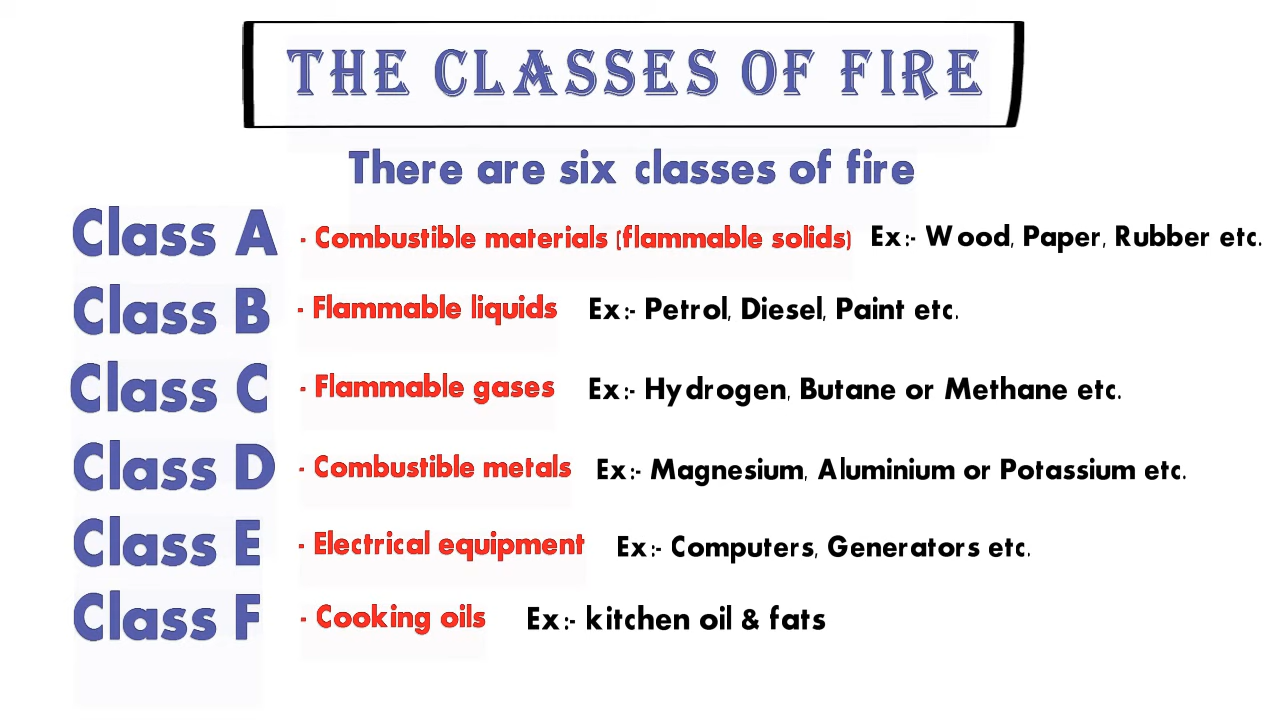 THE CLASSES OF FIRE
There are six classes of fire
Class A - Combustible materials (flammable solids) Ex:- Wood, Paper, Rubber etc.
Class B - Flammable liquids Ex:- Petrol, Diesel, Paint etc.
Class C - Flammable gases Ex:- Hydrogen, Butane or Methane etc.
Class D - Combustible metals Ex:- Magnesium, Aluminium or Potassium etc.
Class E - Electrical equipment Ex:- Computers, Generators etc.
Class F - Cooking oils Ex:- kitchen oil & fats